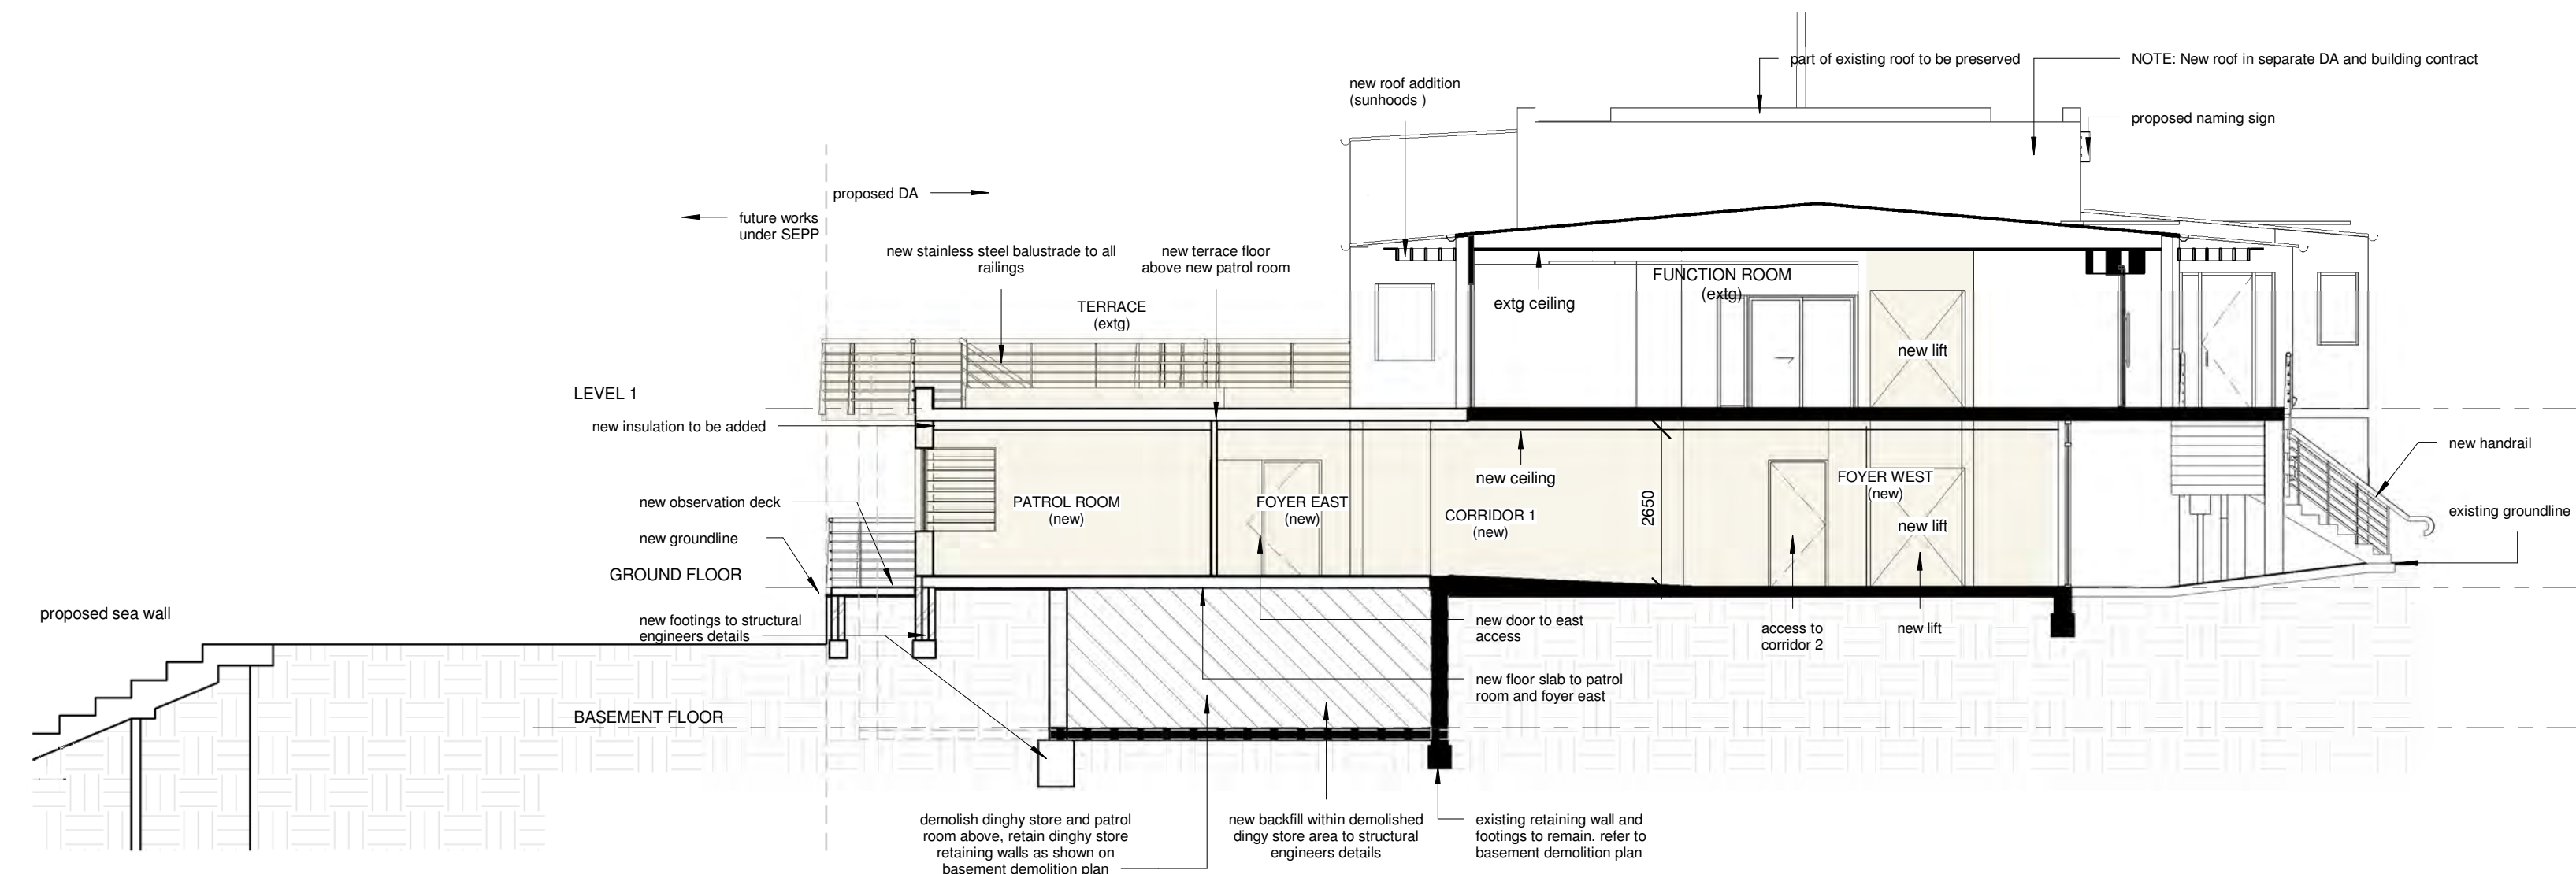 part of existing roof to be preserved
NOTE: New roof in separate DA and building contract
new roof addition
(sunhoods )
proposed naming sign
proposed DA
future works
under SEPP
new stainless steel balustrade to all
railings
new terrace floor
above new patrol room
TERRACE
(extg)
FUNCTION ROOM
(extg)
extg ceiling
new lift
LEVEL 1
new insulation to be added
new handrail
new ceiling
FOYER WEST
(new)
PATROL ROOM
(new)
FOYER EAST
(new)
CORRIDOR 1
(new)
2650
new lift
new observation deck
existing groundline
new groundline
GROUND FLOOR
proposed sea wall
new footings to structural
engineers details
new door to east
access
access to
corridor 2
new lift
new floor slab to patrol
room and foyer east
BASEMENT FLOOR
demolish dinghy store and patrol
room above, retain dinghy store
retaining walls as shown on
basement demolition plan
new backfill within demolished
dingy store area to structural
engineers details
existing retaining wall and
footings to remain. refer to
basement demolition plan